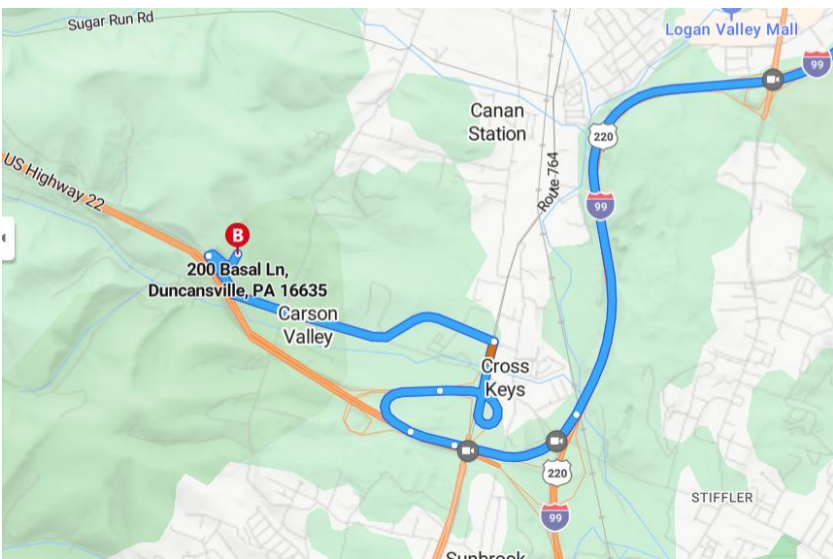 Sugar Run Rd
Logan Valley Mall
99
Canan
Station
220
Route 764
US Highway 22
99
B
200 Basal Ln,
Duncansville, PA 16635
Carson
Valley
Cross
Keys
220
STIFFLER
99
Sunbrook